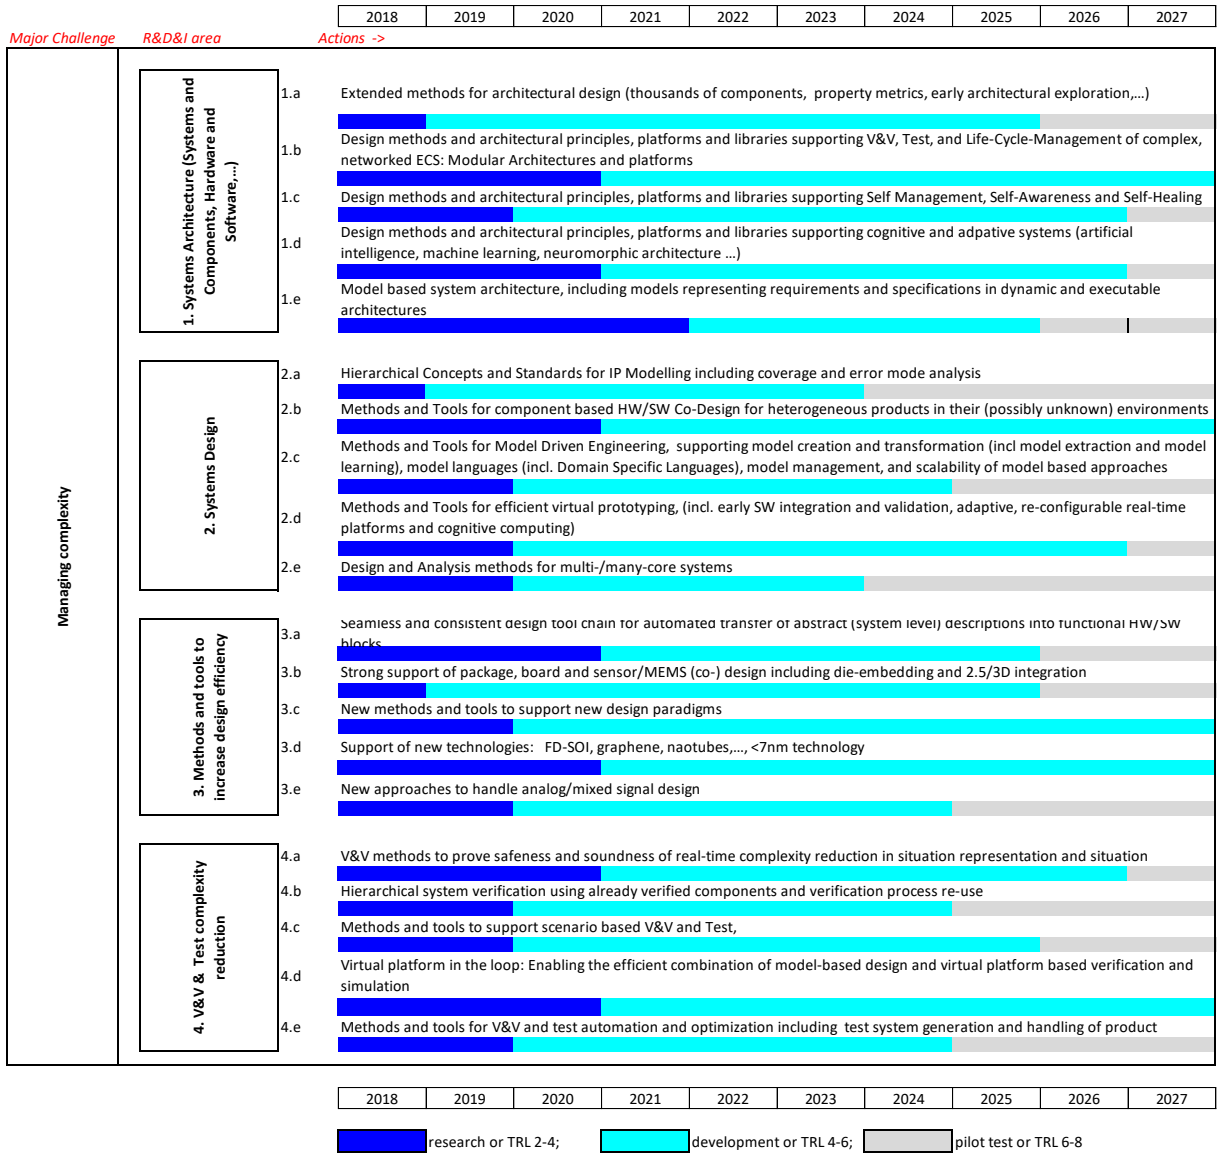 2018 2019 2020 2021 2022 2023 2024 2025 2026 2027
Major Challenge R&D&I area Actions ->
Managing complexity
1. Systems Architecture (Systems and
Components, Hardware and
Software,...)
1.a Extended methods for architectural design (thousands of components, property metrics, early architectural exploration,...)
1.b Design methods and architectural principles, platforms and libraries supporting V&V, Test, and Life-Cycle-Management of complex,
networked ECS: Modular Architectures and platforms
1.c Design methods and architectural principles, platforms and libraries supporting Self Management, Self-Awareness and Self-Healing
1.d Design methods and architectural principles, platforms and libraries supporting cognitive and adpative systems (artificial
intelligence, machine learning, neuromorphic architecture ...)
1.e Model based system architecture, including models representing requirements and specifications in dynamic and executable
architectures
2. Systems Design
2.a Hierarchical Concepts and Standards for IP Modelling including coverage and error mode analysis
2.b Methods and Tools for component based HW/SW Co-Design for heterogeneous products in their (possibly unknown) environments
2.c Methods and Tools for Model Driven Engineering, supporting model creation and transformation (incl model extraction and model
learning), model languages (incl. Domain Specific Languages), model management, and scalability of model based approaches
2.d Methods and Tools for efficient virtual prototyping, (incl. early SW integration and validation, adaptive, re-configurable real-time
platforms and cognitive computing)
2.e Design and Analysis methods for multi-/many-core systems
3. Methods and tools to
increase design efficiency
3.a Seamless and consistent design tool chain for automated transfer of abstract (system level) descriptions into functional HW/SW
blocks
3.b Strong support of package, board and sensor/MEMS (co-) design including die-embedding and 2.5/3D integration
3.c New methods and tools to support new design paradigms
3.d Support of new technologies: FD-SOI, graphene, naotubes,..., <7nm technology
3.e New approaches to handle analog/mixed signal design
4. V&V & Test complexity
reduction
4.a V&V methods to prove safeness and soundness of real-time complexity reduction in situation representation and situation
4.b Hierarchical system verification using already verified components and verification process re-use
4.c Methods and tools to support scenario based V&V and Test,
4.d Virtual platform in the loop: Enabling the efficient combination of model-based design and virtual platform based verification and
simulation
4.e Methods and tools for V&V and test automation and optimization including test system generation and handling of product
2018 2019 2020 2021 2022 2023 2024 2025 2026 2027
research or TRL 2-4; development or TRL 4-6; pilot test or TRL 6-8